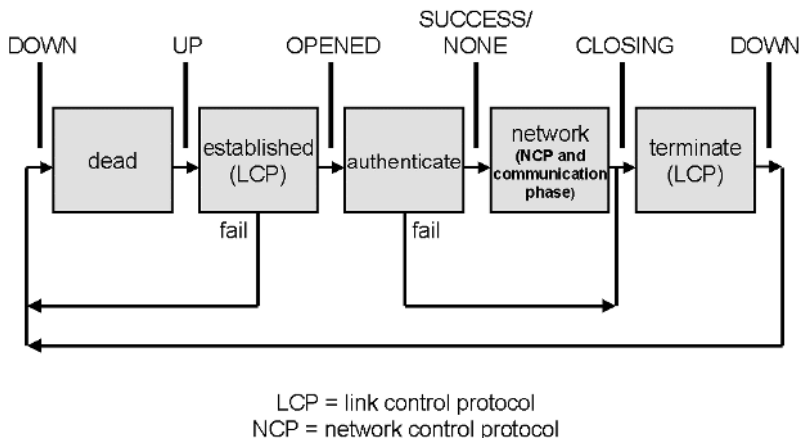 SUCCESS/
DOWN UP OPENED NONE CLOSING DOWN
dead
established
(LCP)
authenticate
network
(NCP and
communication
phase)
terminate
(LCP)
fail
fail
LCP = link control protocol
NCP = network control protocol